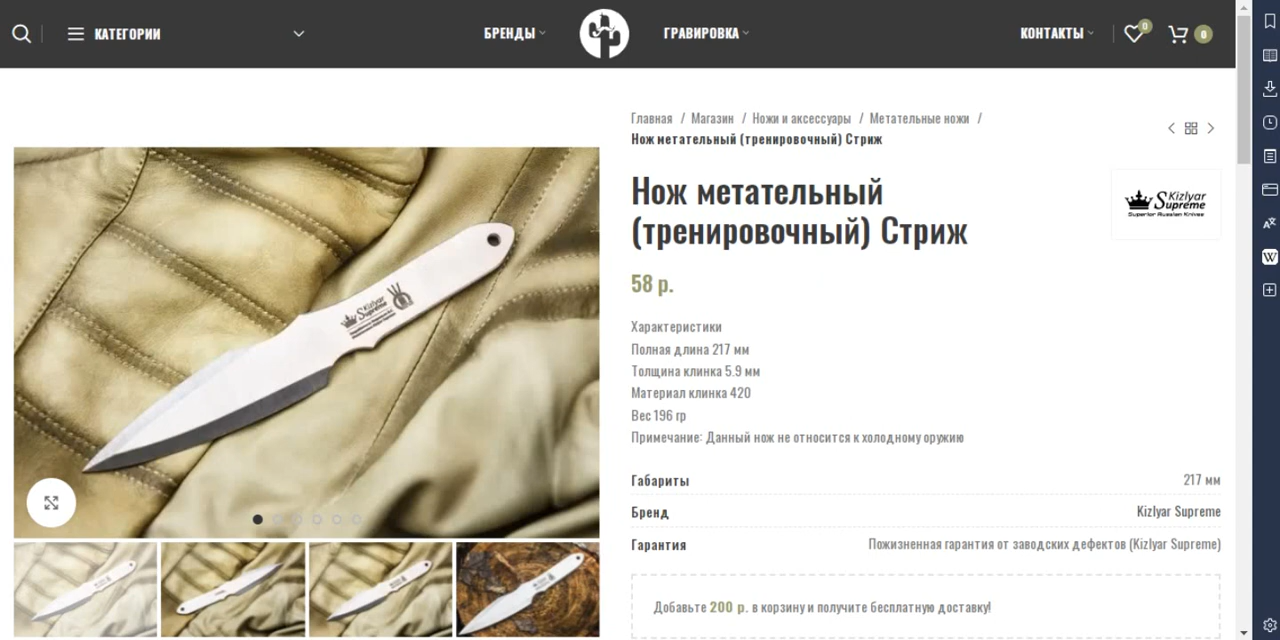 КАТЕГОРИИ
БРЕНДЫ
ГРАВИРОВКА
КОНТАКТЫ
0
0
Главная / Магазин / Ножи и аксессуары / Метательные ножи /
Нож метательный (тренировочный) Стриж
Нож метательный
(тренировочный) Стриж
Kizlyar
Supreme
Superior Russian Knives
58 р.
Характеристики
Полная длина 217 мм
Толщина клинка 5.9 мм
Материал клинка 420
Вес 196 гр
Примечание: Данный нож не относится к холодному оружию
Габариты 217 мм
Бренд Kizlyar Supreme
Гарантия Пожизненная гарантия от заводских дефектов (Kizlyar Supreme)
Добавьте 200 р. в корзину и получите бесплатную доставку!
Kizlyar
Supreme
W